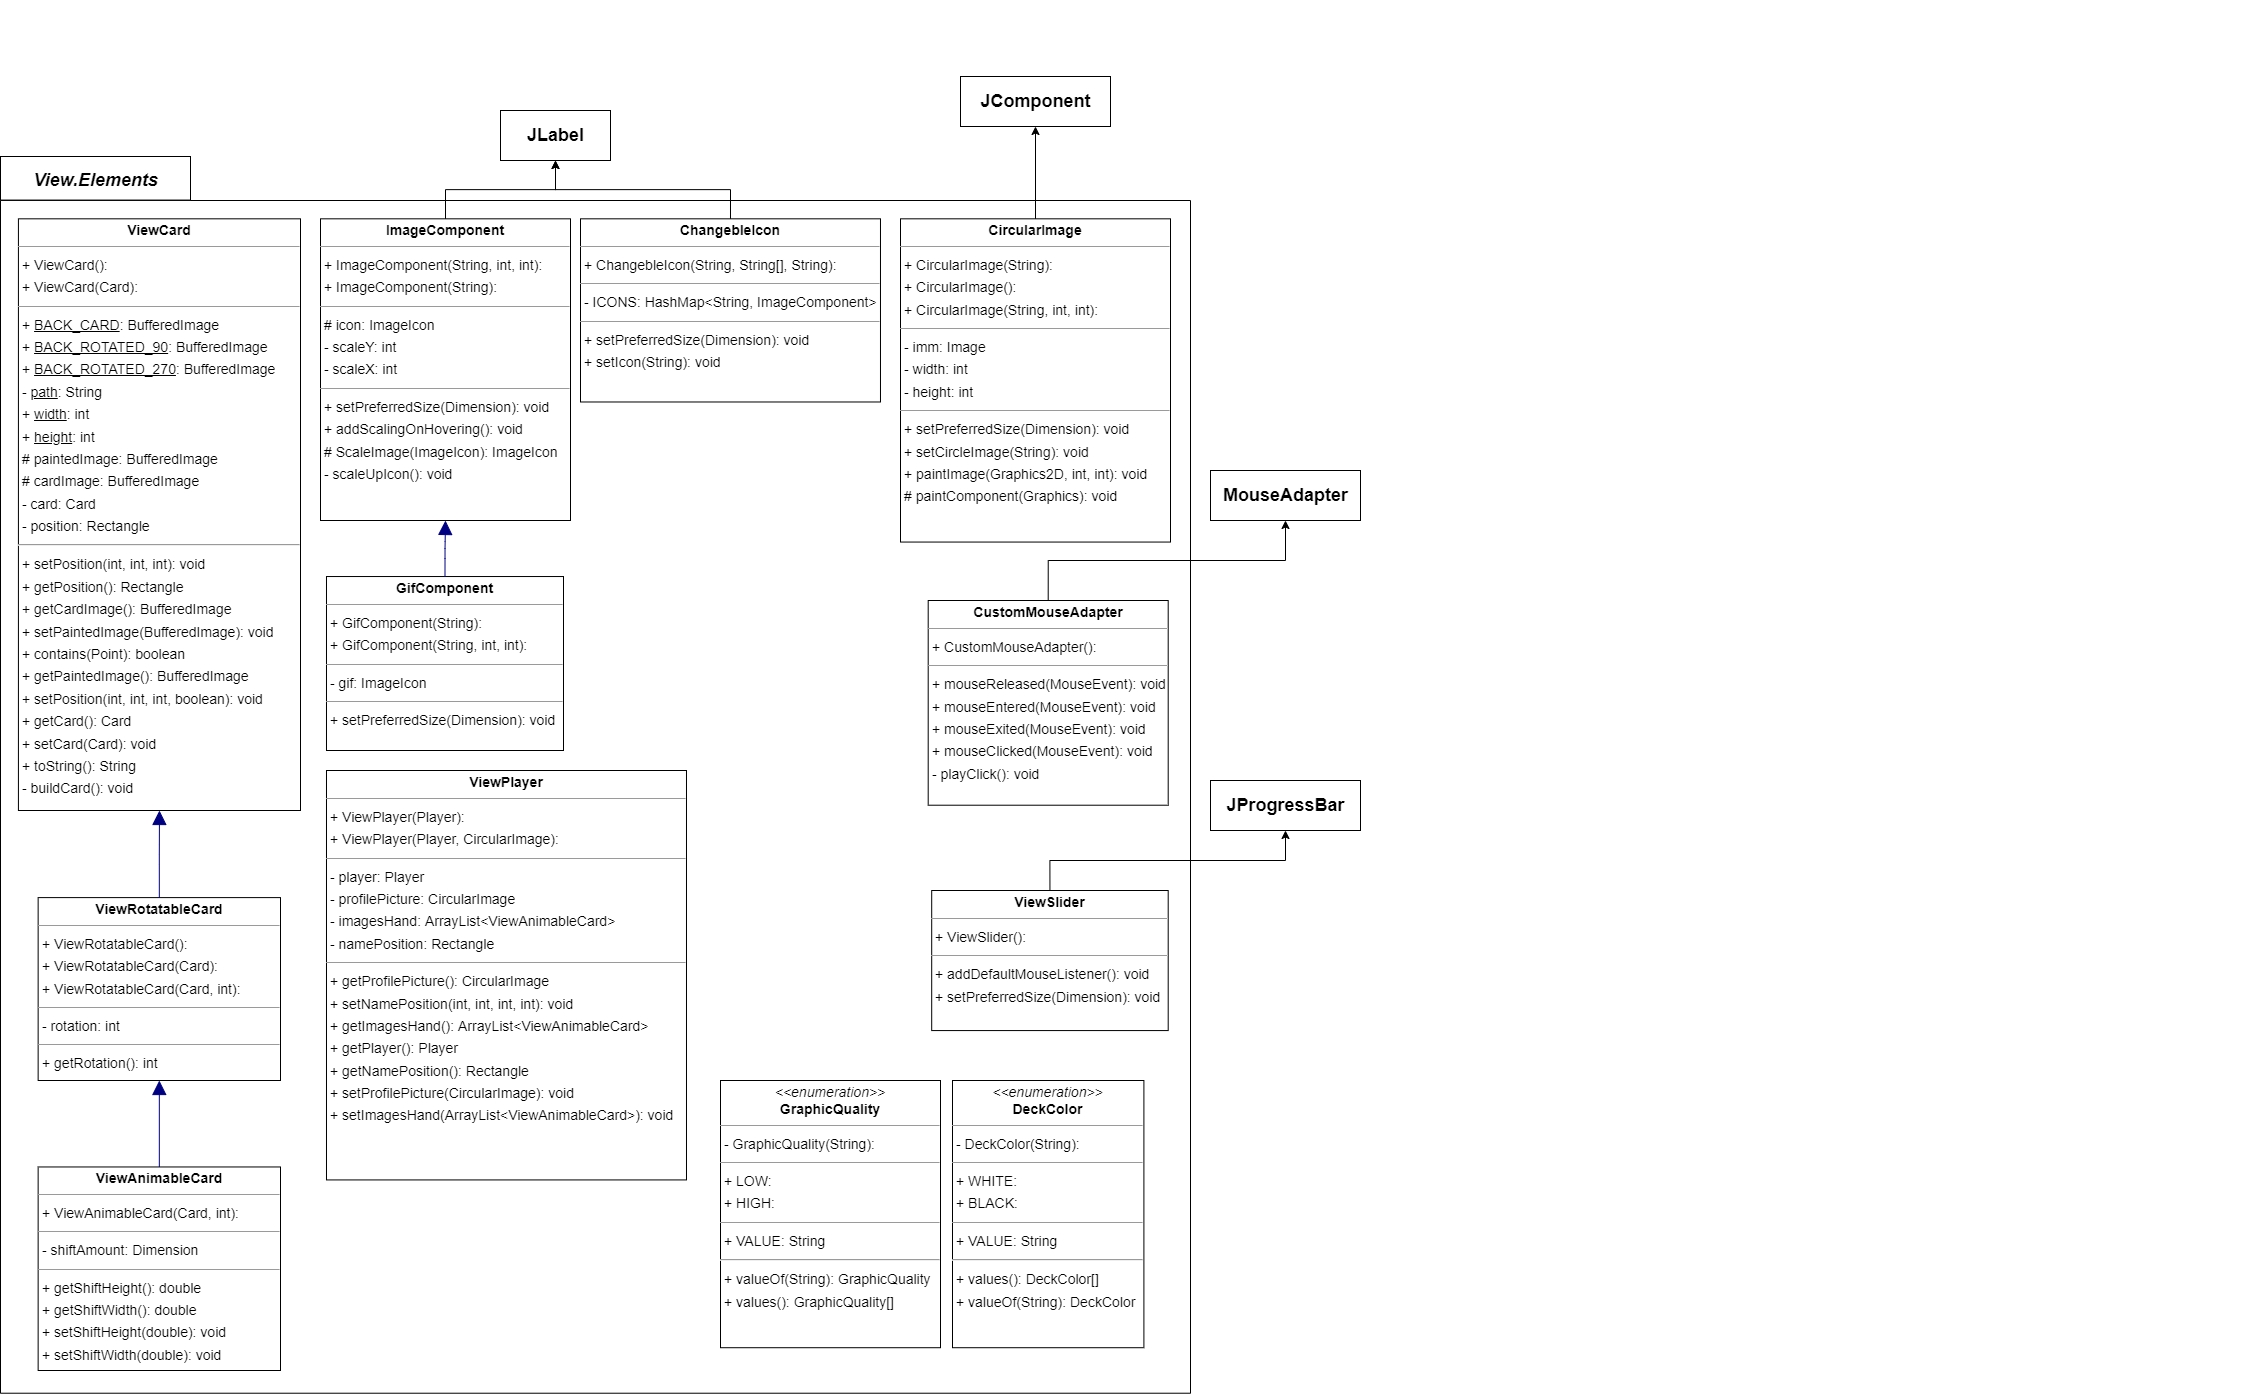 JComponent
JLabel
View.Elements
ViewCard
+ ViewCard():
+ ViewCard(Card):
+ BACK_CARD: BufferedImage
+ BACK_ROTATED_90: BufferedImage
+ BACK_ROTATED_270: BufferedImage
- path: String
+ width: int
+ height: int
# paintedImage: BufferedImage
# cardImage: BufferedImage
- card: Card
- position: Rectangle
+ setPosition(int, int, int): void
+ getPosition(): Rectangle
+ getCardImage(): BufferedImage
+ setPaintedImage(BufferedImage): void
+ contains(Point): boolean
+ getPaintedImage(): BufferedImage
+ setPosition(int, int, int, boolean): void
+ getCard(): Card
+ setCard(Card): void
+ toString(): String
- buildCard(): void
ImageComponent
+ ImageComponent(String, int, int):
+ ImageComponent(String):
# icon: ImageIcon
- scaleY: int
- scaleX: int
+ setPreferredSize(Dimension): void
+ addScalingOnHovering(): void
# ScaleImage(ImageIcon): ImageIcon
- scaleUpIcon(): void
ChangebleIcon
+ ChangebleIcon(String, String[], String):
- ICONS: HashMap<String, ImageComponent>
+ setPreferredSize(Dimension): void
+ setIcon(String): void
CircularImage
+ CircularImage(String):
+ CircularImage():
+ CircularImage(String, int, int):
- imm: Image
- width: int
- height: int
+ setPreferredSize(Dimension): void
+ setCircleImage(String): void
+ paintImage(Graphics2D, int, int): void
# paintComponent(Graphics): void
MouseAdapter
GifComponent
+ GifComponent(String):
+ GifComponent(String, int, int):
- gif: ImageIcon
+ setPreferredSize(Dimension): void
CustomMouseAdapter
+ CustomMouseAdapter():
+ mouseReleased(MouseEvent): void
+ mouseEntered(MouseEvent): void
+ mouseExited(MouseEvent): void
+ mouseClicked(MouseEvent): void
- playClick(): void
ViewPlayer
+ ViewPlayer(Player):
+ ViewPlayer(Player, CircularImage):
- player: Player
- profilePicture: CircularImage
- imagesHand: ArrayList<ViewAnimableCard>
- namePosition: Rectangle
+ getProfilePicture(): CircularImage
+ setNamePosition(int, int, int, int): void
+ getImagesHand(): ArrayList<ViewAnimableCard>
+ getPlayer(): Player
+ getNamePosition(): Rectangle
+ setProfilePicture(CircularImage): void
+ setImagesHand(ArrayList<ViewAnimableCard>): void
JProgressBar
ViewSlider
+ ViewSlider():
+ addDefaultMouseListener(): void
+ setPreferredSize(Dimension): void
ViewRotatableCard
+ ViewRotatableCard():
+ ViewRotatableCard(Card):
+ ViewRotatableCard(Card, int):
- rotation: int
+ getRotation(): int
ViewAnimableCard
+ ViewAnimableCard(Card, int):
- shiftAmount: Dimension
+ getShiftHeight(): double
+ getShiftWidth(): double
+ setShiftHeight(double): void
+ setShiftWidth(double): void
<<enumeration>>
GraphicQuality
- GraphicQuality(String):
+ LOW:
+ HIGH:
+ VALUE: String
+ valueOf(String): GraphicQuality
+ values(): GraphicQuality[]
<<enumeration>>
DeckColor
- DeckColor(String):
+ WHITE:
+ BLACK:
+ VALUE: String
+ values(): DeckColor[]
+ valueOf(String): DeckColor